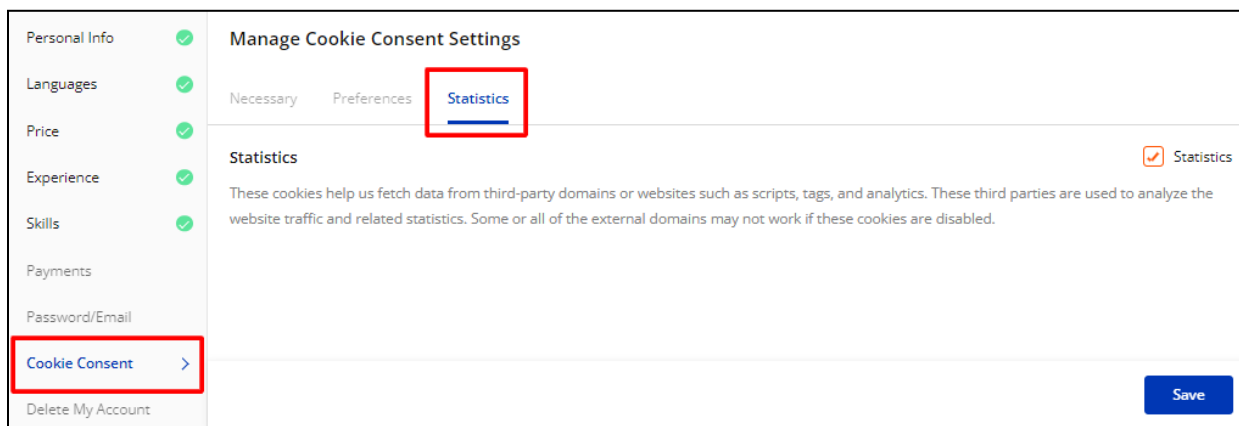 Personal Info
Languages
Price
Experience
Skills
Payments
Password/Email
Cookie Consent
Delete My Account
Manage Cookie Consent Settings
Necessary Preferences Statistics
Statistics
Statistics
These cookies help us fetch data from third-party domains or websites such as scripts, tags, and analytics. These third parties are used to analyze the
website traffic and related statistics. Some or all of the external domains may not work if these cookies are disabled.
Save